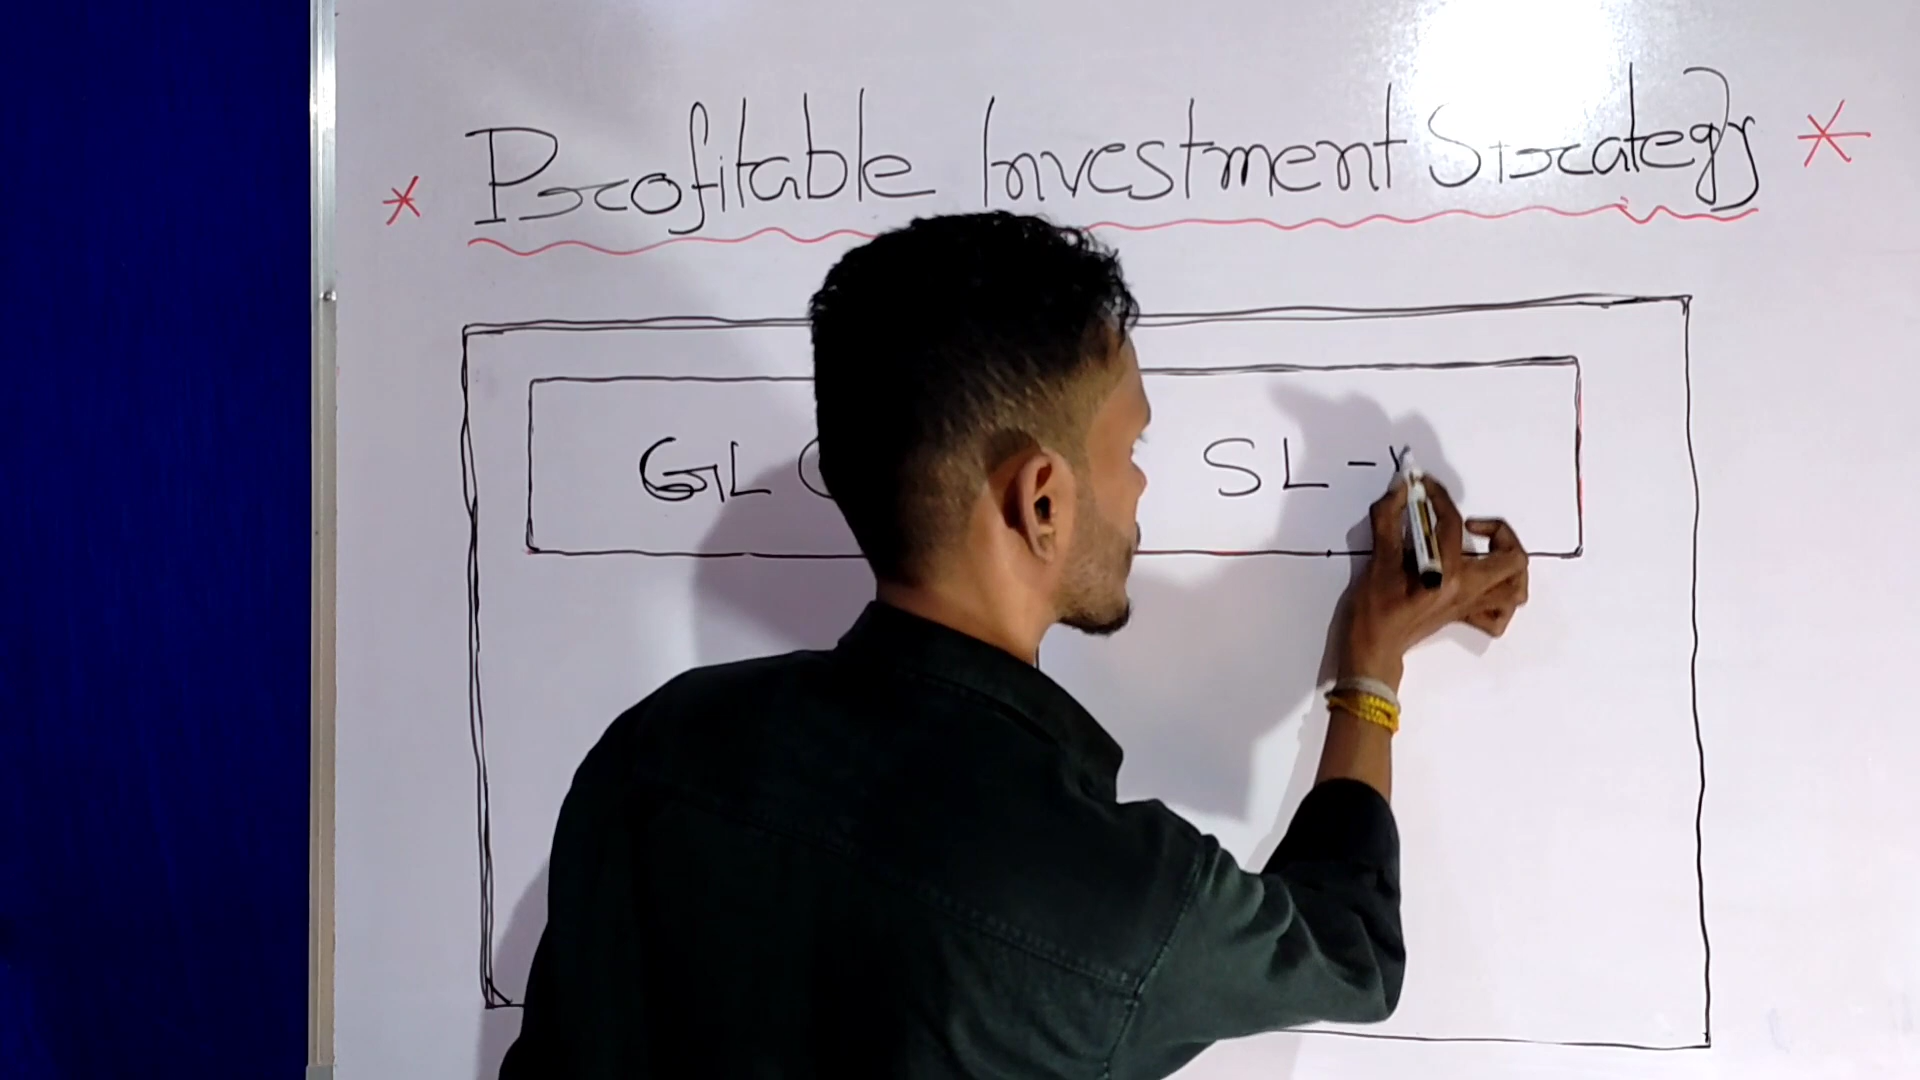 * Profitable Investment Strategy *
GL SL -